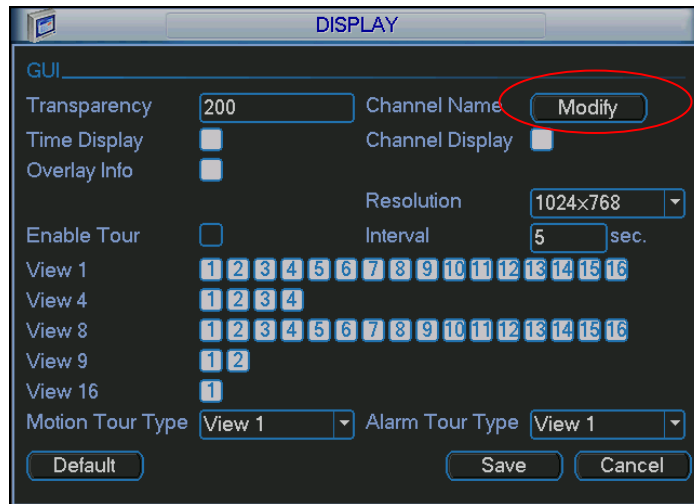 DISPLAY
GUI
Transparency 200 Channel Name Modify
Time Display Channel Display
Overlay Info
Resolution 1024×768
Enable Tour Interval 5 sec.
View 1 1 2 3 4 5 6 7 8 9 10 11 12 13 14 15 16
View 4 1 2 3 4
View 8 1 2 3 4 5 6 7 8 9 10 11 12 13 14 15 16
View 9 1 2
View 16 1
Motion Tour Type View 1 Alarm Tour Type View 1
Default Save Cancel